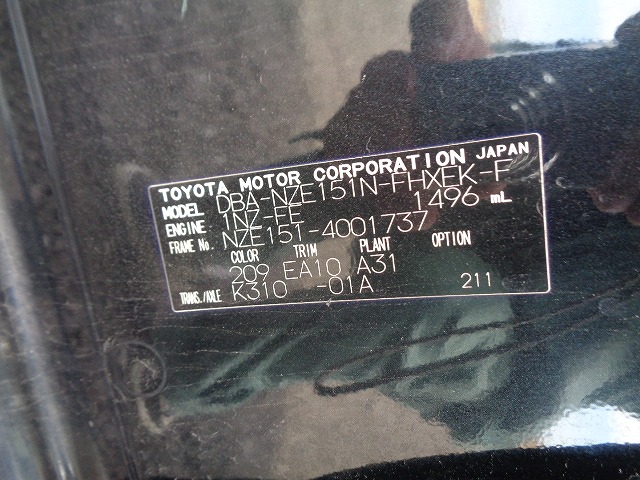 TOYOTA MOTOR CORPORATION JAPAN
MODEL DBA-NZE151N-FHXEK-F
ENGINE 1NZ-FE 1496 mL
FRAME No. NZE151-4001737
COLOR TRIM PLANT OPTION
209 EA10 A31
TRANS./AXLE K310 -01A 211